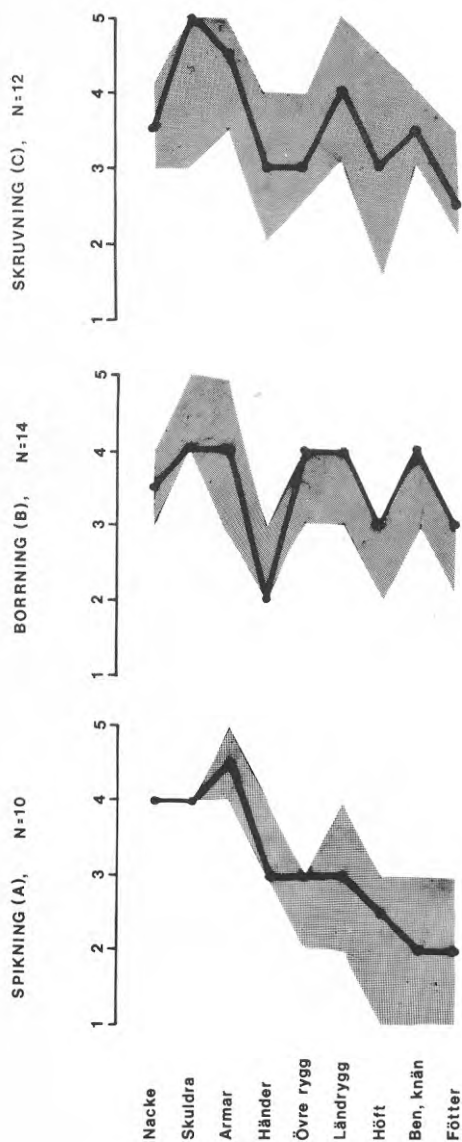 SPIKNING (A), N=10
1 2 3 4 5
BORRNING (B), N=14
1 2 3 4 5
SKRUVNING (C), N=12
1 2 3 4 5
Nacke
Skuldra
Armar
Händer
Övre rygg
Ländrygg
Höft
Ben, knän
Fötter